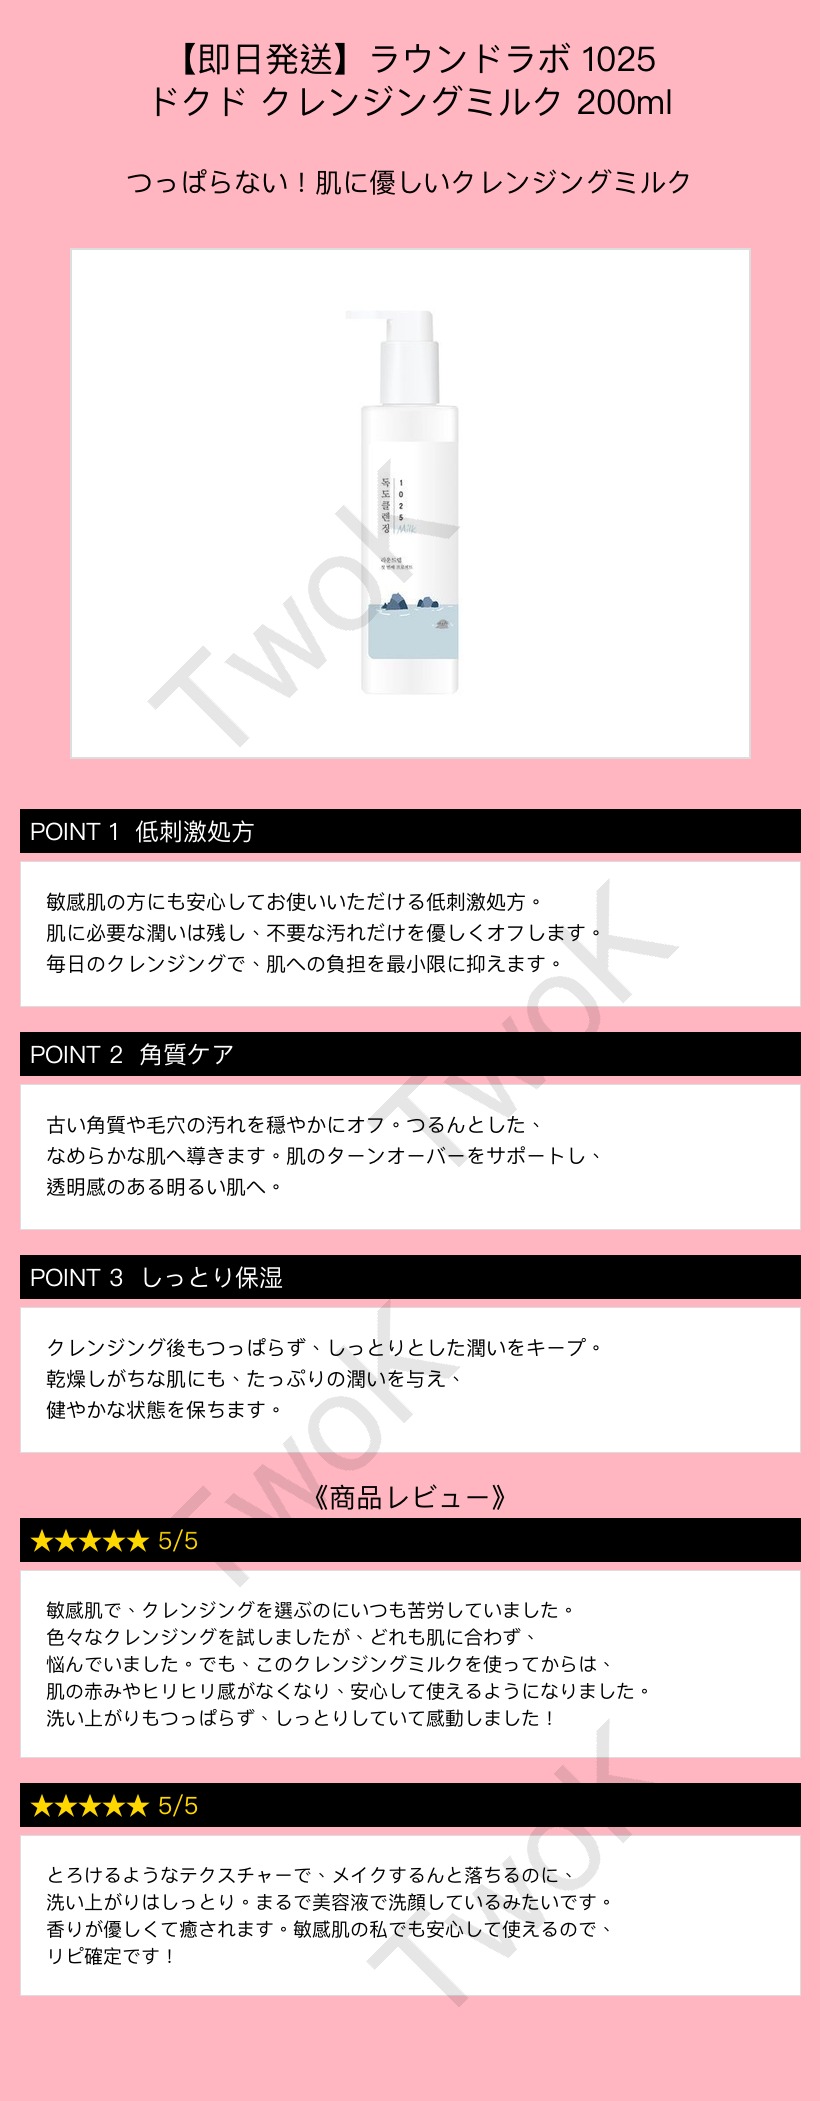 【即日発送】ラウンドラボ 1025
ドクド クレンジングミルク 200ml
つっぱらない！肌に優しいクレンジングミルク
독도클렌징
1025
Milk
라운드랩
첫 번째 프로젝트
TwoK
POINT 1 低刺激処方
敏感肌の方にも安心してお使いいただける低刺激処方。
肌に必要な潤いは残し、不要な汚れだけを優しくオフします。
毎日のクレンジングで、肌への負担を最小限に抑えます。
TwoK
POINT 2 角質ケア
古い角質や毛穴の汚れを穏やかにオフ。つるんとした、
なめらかな肌へ導きます。肌のターンオーバーをサポートし、
透明感のある明るい肌へ。
POINT 3 しっとり保湿
クレンジング後もつっぱらず、しっとりとした潤いをキープ。
乾燥しがちな肌にも、たっぷりの潤いを与え、
健やかな状態を保ちます。
TwoK
《商品レビュー》
★★★★★ 5/5
敏感肌で、クレンジングを選ぶのにいつも苦労していました。
色々なクレンジングを試しましたが、どれも肌に合わず、
悩んでいました。でも、このクレンジングミルクを使ってからは、
肌の赤みやヒリヒリ感がなくなり、安心して使えるようになりました。
洗い上がりもつっぱらず、しっとりしていて感動しました！
★★★★★ 5/5
とろけるようなテクスチャーで、メイクするんと落ちるのに、
洗い上がりはしっとり。まるで美容液で洗顔しているみたいです。
香りが優しくて癒されます。敏感肌の私でも安心して使えるので、
リピ確定です！
TwoK